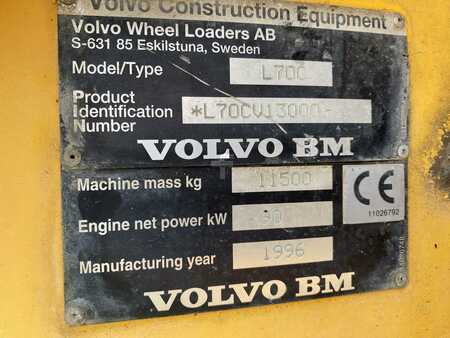 Volvo Construction Equipment
Volvo Wheel Loaders AB
S-631 85 Eskilstuna, Sweden
Model/Type L70C
Product
Identification *L70CV13000-
Number
VOLVO BM
Machine mass kg 11500
Engine net power kW 90
Manufacturing year 1996
VOLVO BM
CE
11026792